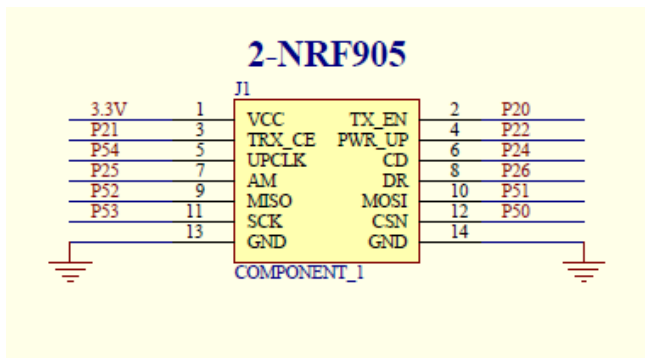 2-NRF905
J1
3.3V 1 VCC TX_EN 2 P20
P21 3 TRX_CE PWR_UP 4 P22
P54 5 UPCLK CD 6 P24
P25 7 AM DR 8 P26
P52 9 MISO MOSI 10 P51
P53 11 SCK CSN 12 P50
13 GND GND 14
COMPONENT_1